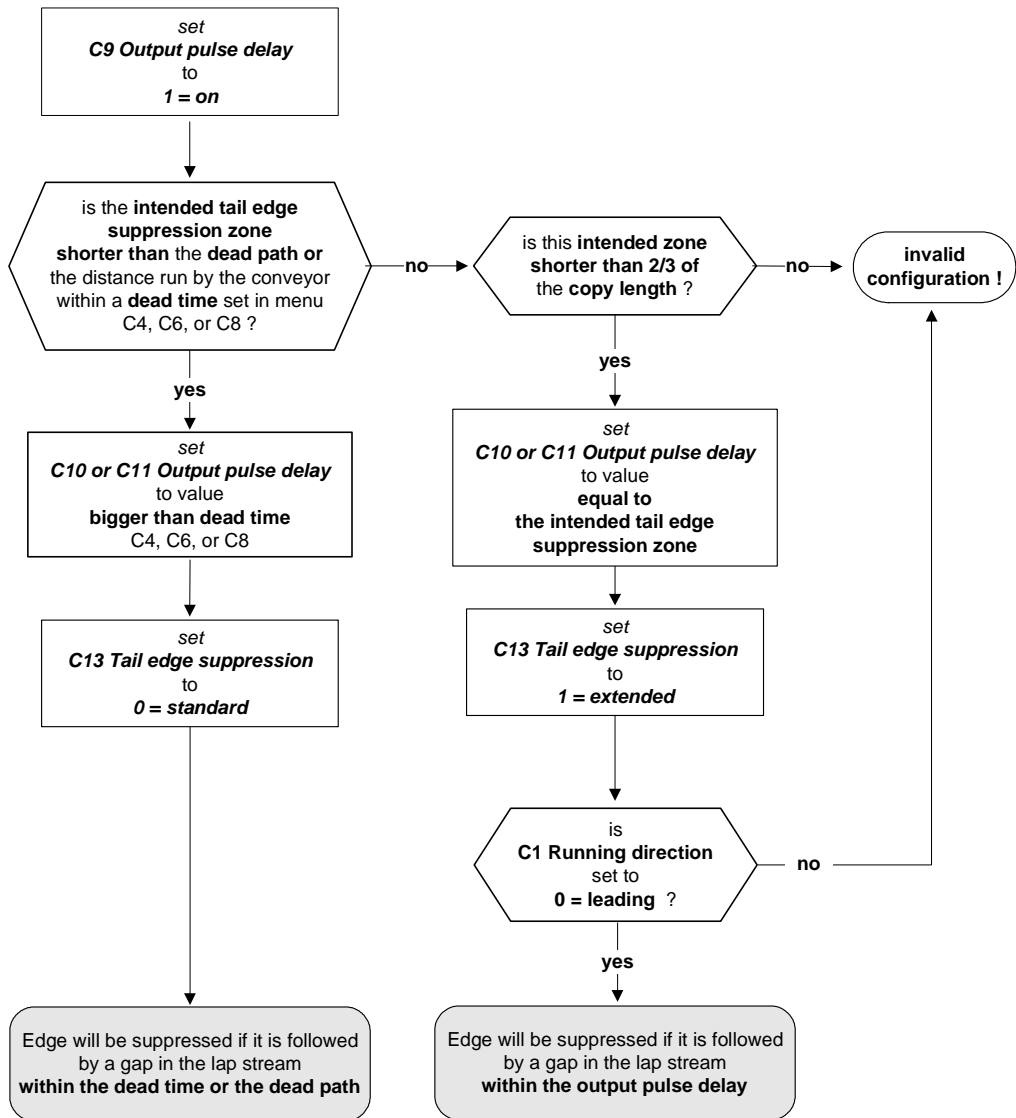 set
C9 Output pulse delay
to
1 = on
is the intended tail edge
suppression zone
shorter than the dead path or
the distance run by the conveyor
within a dead time set in menu
C4, C6, or C8 ?
no
is this intended zone
shorter than 2/3 of
the copy length ?
no
invalid
configuration !
yes
yes
set
C10 or C11 Output pulse delay
to value
bigger than dead time
C4, C6, or C8
set
C10 or C11 Output pulse delay
to value
equal to
the intended tail edge
suppression zone
set
C13 Tail edge suppression
to
0 = standard
set
C13 Tail edge suppression
to
1 = extended
is
C1 Running direction
set to
0 = leading ?
no
yes
Edge will be suppressed if it is followed
by a gap in the lap stream
within the dead time or the dead path
Edge will be suppressed if it is followed
by a gap in the lap stream
within the output pulse delay